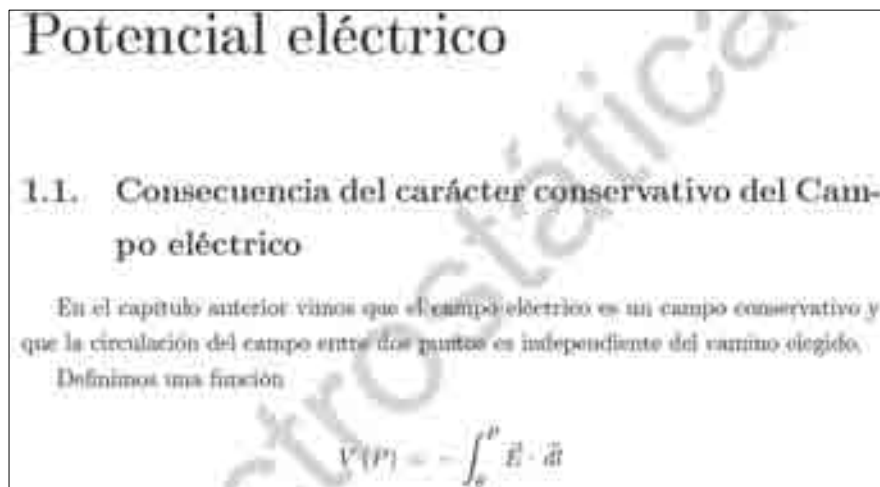 Potencial eléctrico
1.1. Consecuencia del carácter conservativo del Cam-
po eléctrico
En el capítulo anterior vimos que el campo eléctrico es un campo conservativo y
que la circulación del campo entre dos puntos es independiente del camino elegido.
Definimos una función
V(P) = - ∫ P E⃗ · dl⃗